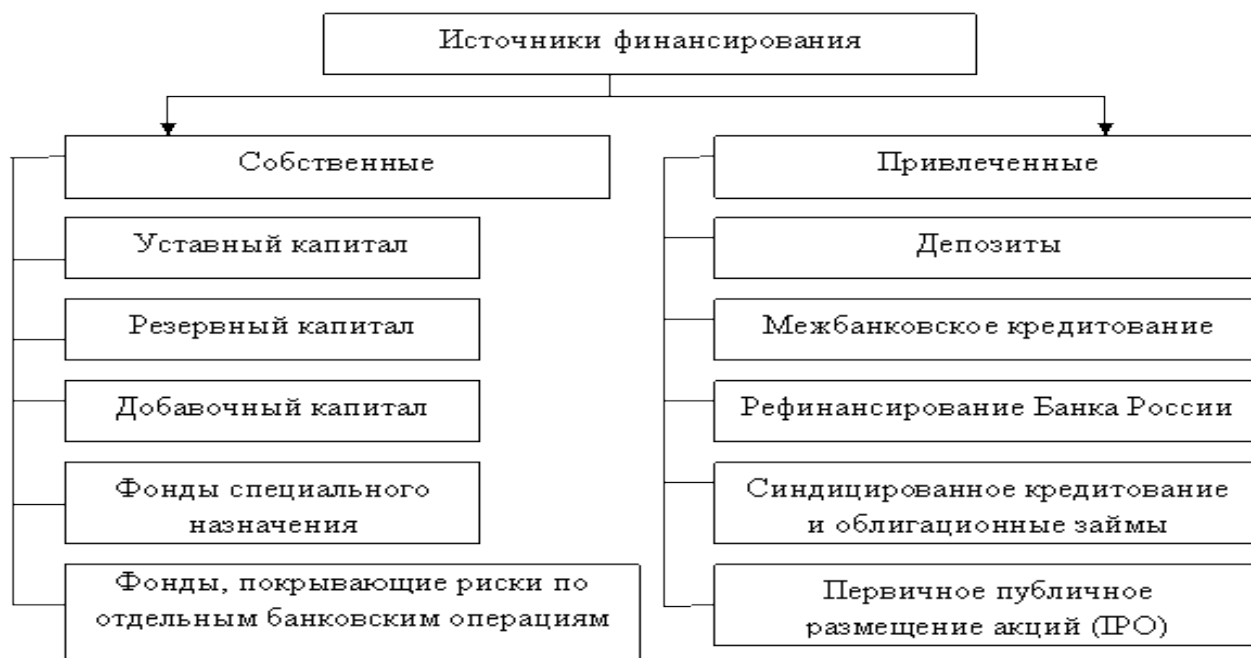 Источники финансирования
Собственные
Уставный капитал
Резервный капитал
Добавочный капитал
Фонды специального
назначения
Фонды, покрывающие риски по
отдельным банковским операциям
Привлеченные
Депозиты
Межбанковское кредитование
Рефинансирование Банка России
Синдицированное кредитование
и облигационные займы
Первичное публичное
размещение акций (IPO)